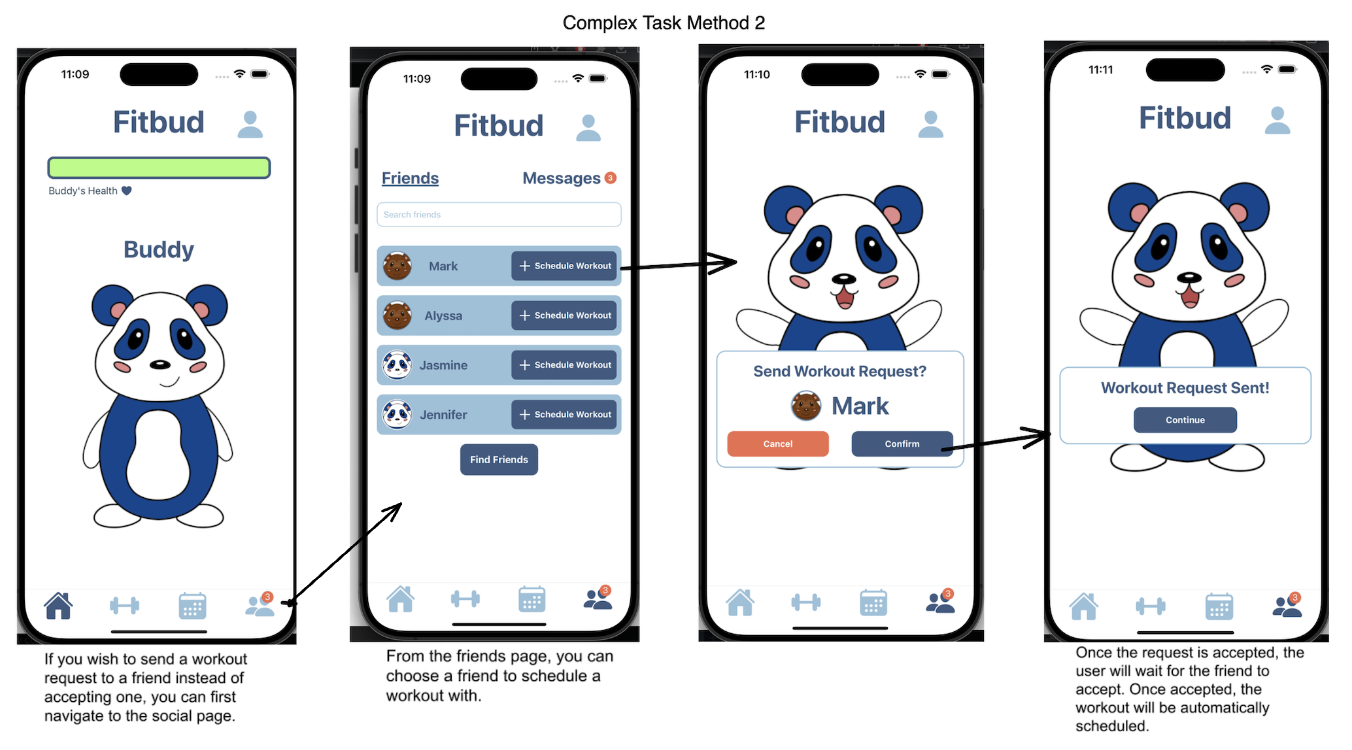 Complex Task Method 2
11:09
Fitbud
Buddy's Health
Buddy
3
If you wish to send a workout
request to a friend instead of
accepting one, you can first
navigate to the social page.
11:09
Fitbud
Friends
Messages 3
Search friends
Mark
+ Schedule Workout
Alyssa
+ Schedule Workout
Jasmine
+ Schedule Workout
Jennifer
+ Schedule Workout
Find Friends
3
From the friends page, you can
choose a friend to schedule a
workout with.
11:10
Fitbud
Send Workout Request?
Mark
Cancel
Confirm
3
11:11
Fitbud
Workout Request Sent!
Continue
3
Once the request is accepted, the
user will wait for the friend to
accept. Once accepted, the
workout will be automatically
scheduled.